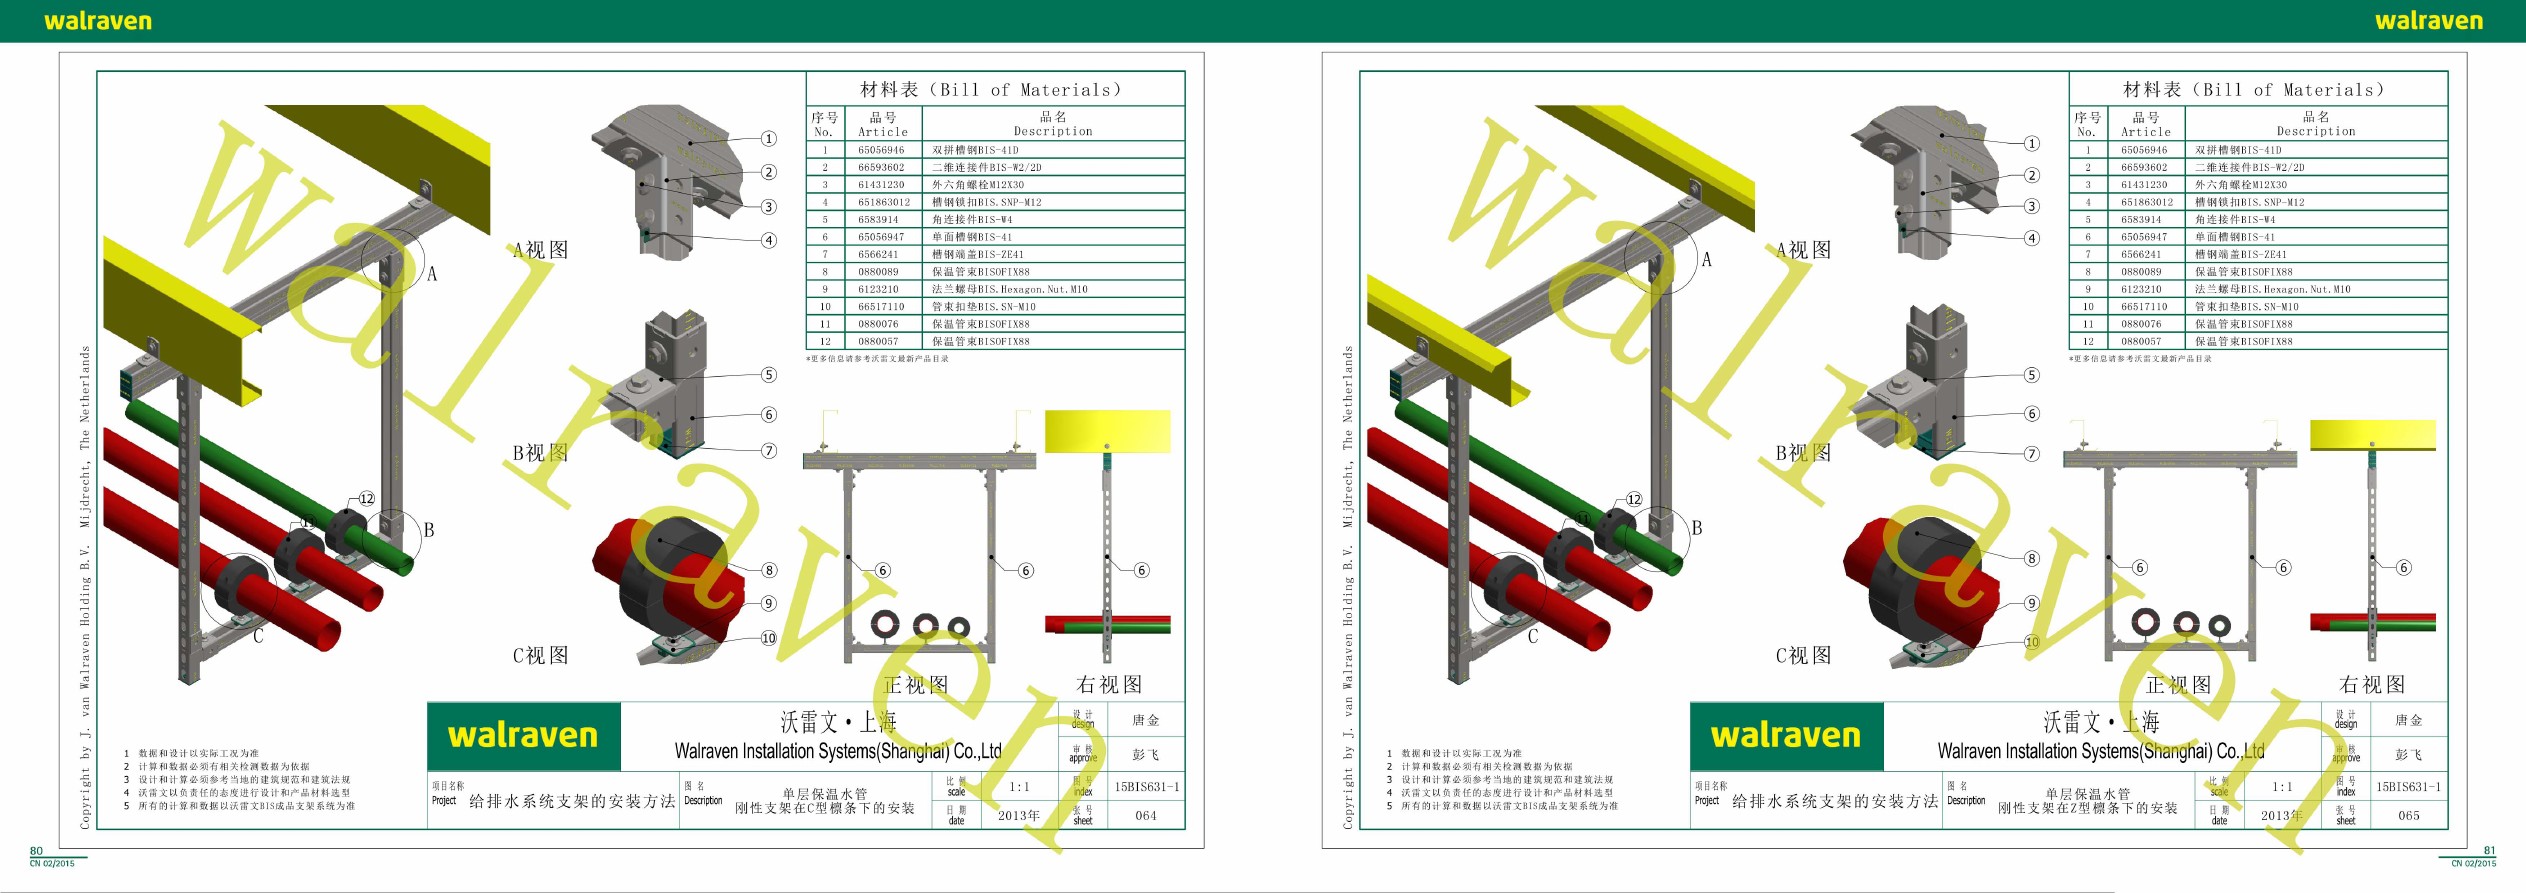 walraven
walraven
材料表（Bill of Materials）
序号 No.
品号 Article
品名 Description
1 65056946 双拼槽钢BIS-41D
2 66593602 二维连接件BIS-W2/2D
3 61431230 外六角螺栓M12X30
4 651863012 槽钢锁扣BIS.SNP-M12
5 6583914 角连接件BIS-W4
6 65056947 单面槽钢BIS-41
7 6566241 槽钢端盖BIS-ZE41
8 0880089 保温管束BISOFIX88
9 6123210 法兰螺母BIS.Hexagon.Nut.M10
10 66517110 管束扣垫BIS.SN-M10
11 0880076 保温管束BISOFIX88
12 0880057 保温管束BISOFIX88
*更多信息请参考沃雷文最新产品目录
1
2
3
4
A视图
A
5
6
7
B视图
B
12
11
8
9
10
C视图
C
6
6
6
正视图
右视图
walraven
Copyright by J. van Walraven Holding B.V. Mijdrecht, The Netherlands
1 数据和设计以实际工况为准
2 计算和数据必须有相关检测数据为依据
3 设计和计算必须参考当地的建筑规范和建筑法规
4 沃雷文以负责任的态度进行设计和产品材料选型
5 所有的计算和数据以沃雷文BIS成品支架系统为准
walraven
沃雷文·上海
Walraven Installation Systems(Shanghai) Co.,Ltd
设计 design 唐金
审核 approve 彭飞
项目名称 Project 给排水系统支架的安装方法
图名 Description 单层保温水管
刚性支架在C型檩条下的安装
比例 scale 1:1
图号 index 15BIS631-1
日期 date 2013年
张号 sheet 064
80
CN 02/2015
材料表（Bill of Materials）
序号 No.
品号 Article
品名 Description
1 65056946 双拼槽钢BIS-41D
2 66593602 二维连接件BIS-W2/2D
3 61431230 外六角螺栓M12X30
4 651863012 槽钢锁扣BIS.SNP-M12
5 6583914 角连接件BIS-W4
6 65056947 单面槽钢BIS-41
7 6566241 槽钢端盖BIS-ZE41
8 0880089 保温管束BISOFIX88
9 6123210 法兰螺母BIS.Hexagon.Nut.M10
10 66517110 管束扣垫BIS.SN-M10
11 0880076 保温管束BISOFIX88
12 0880057 保温管束BISOFIX88
*更多信息请参考沃雷文最新产品目录
1
2
3
4
A视图
A
5
6
7
B视图
B
12
11
8
9
10
C视图
C
6
6
6
正视图
右视图
walraven
Copyright by J. van Walraven Holding B.V. Mijdrecht, The Netherlands
1 数据和设计以实际工况为准
2 计算和数据必须有相关检测数据为依据
3 设计和计算必须参考当地的建筑规范和建筑法规
4 沃雷文以负责任的态度进行设计和产品材料选型
5 所有的计算和数据以沃雷文BIS成品支架系统为准
walraven
沃雷文·上海
Walraven Installation Systems(Shanghai) Co.,Ltd
设计 design 唐金
审核 approve 彭飞
项目名称 Project 给排水系统支架的安装方法
图名 Description 单层保温水管
刚性支架在Z型檩条下的安装
比例 scale 1:1
图号 index 15BIS631-1
日期 date 2013年
张号 sheet 065
81
CN 02/2015